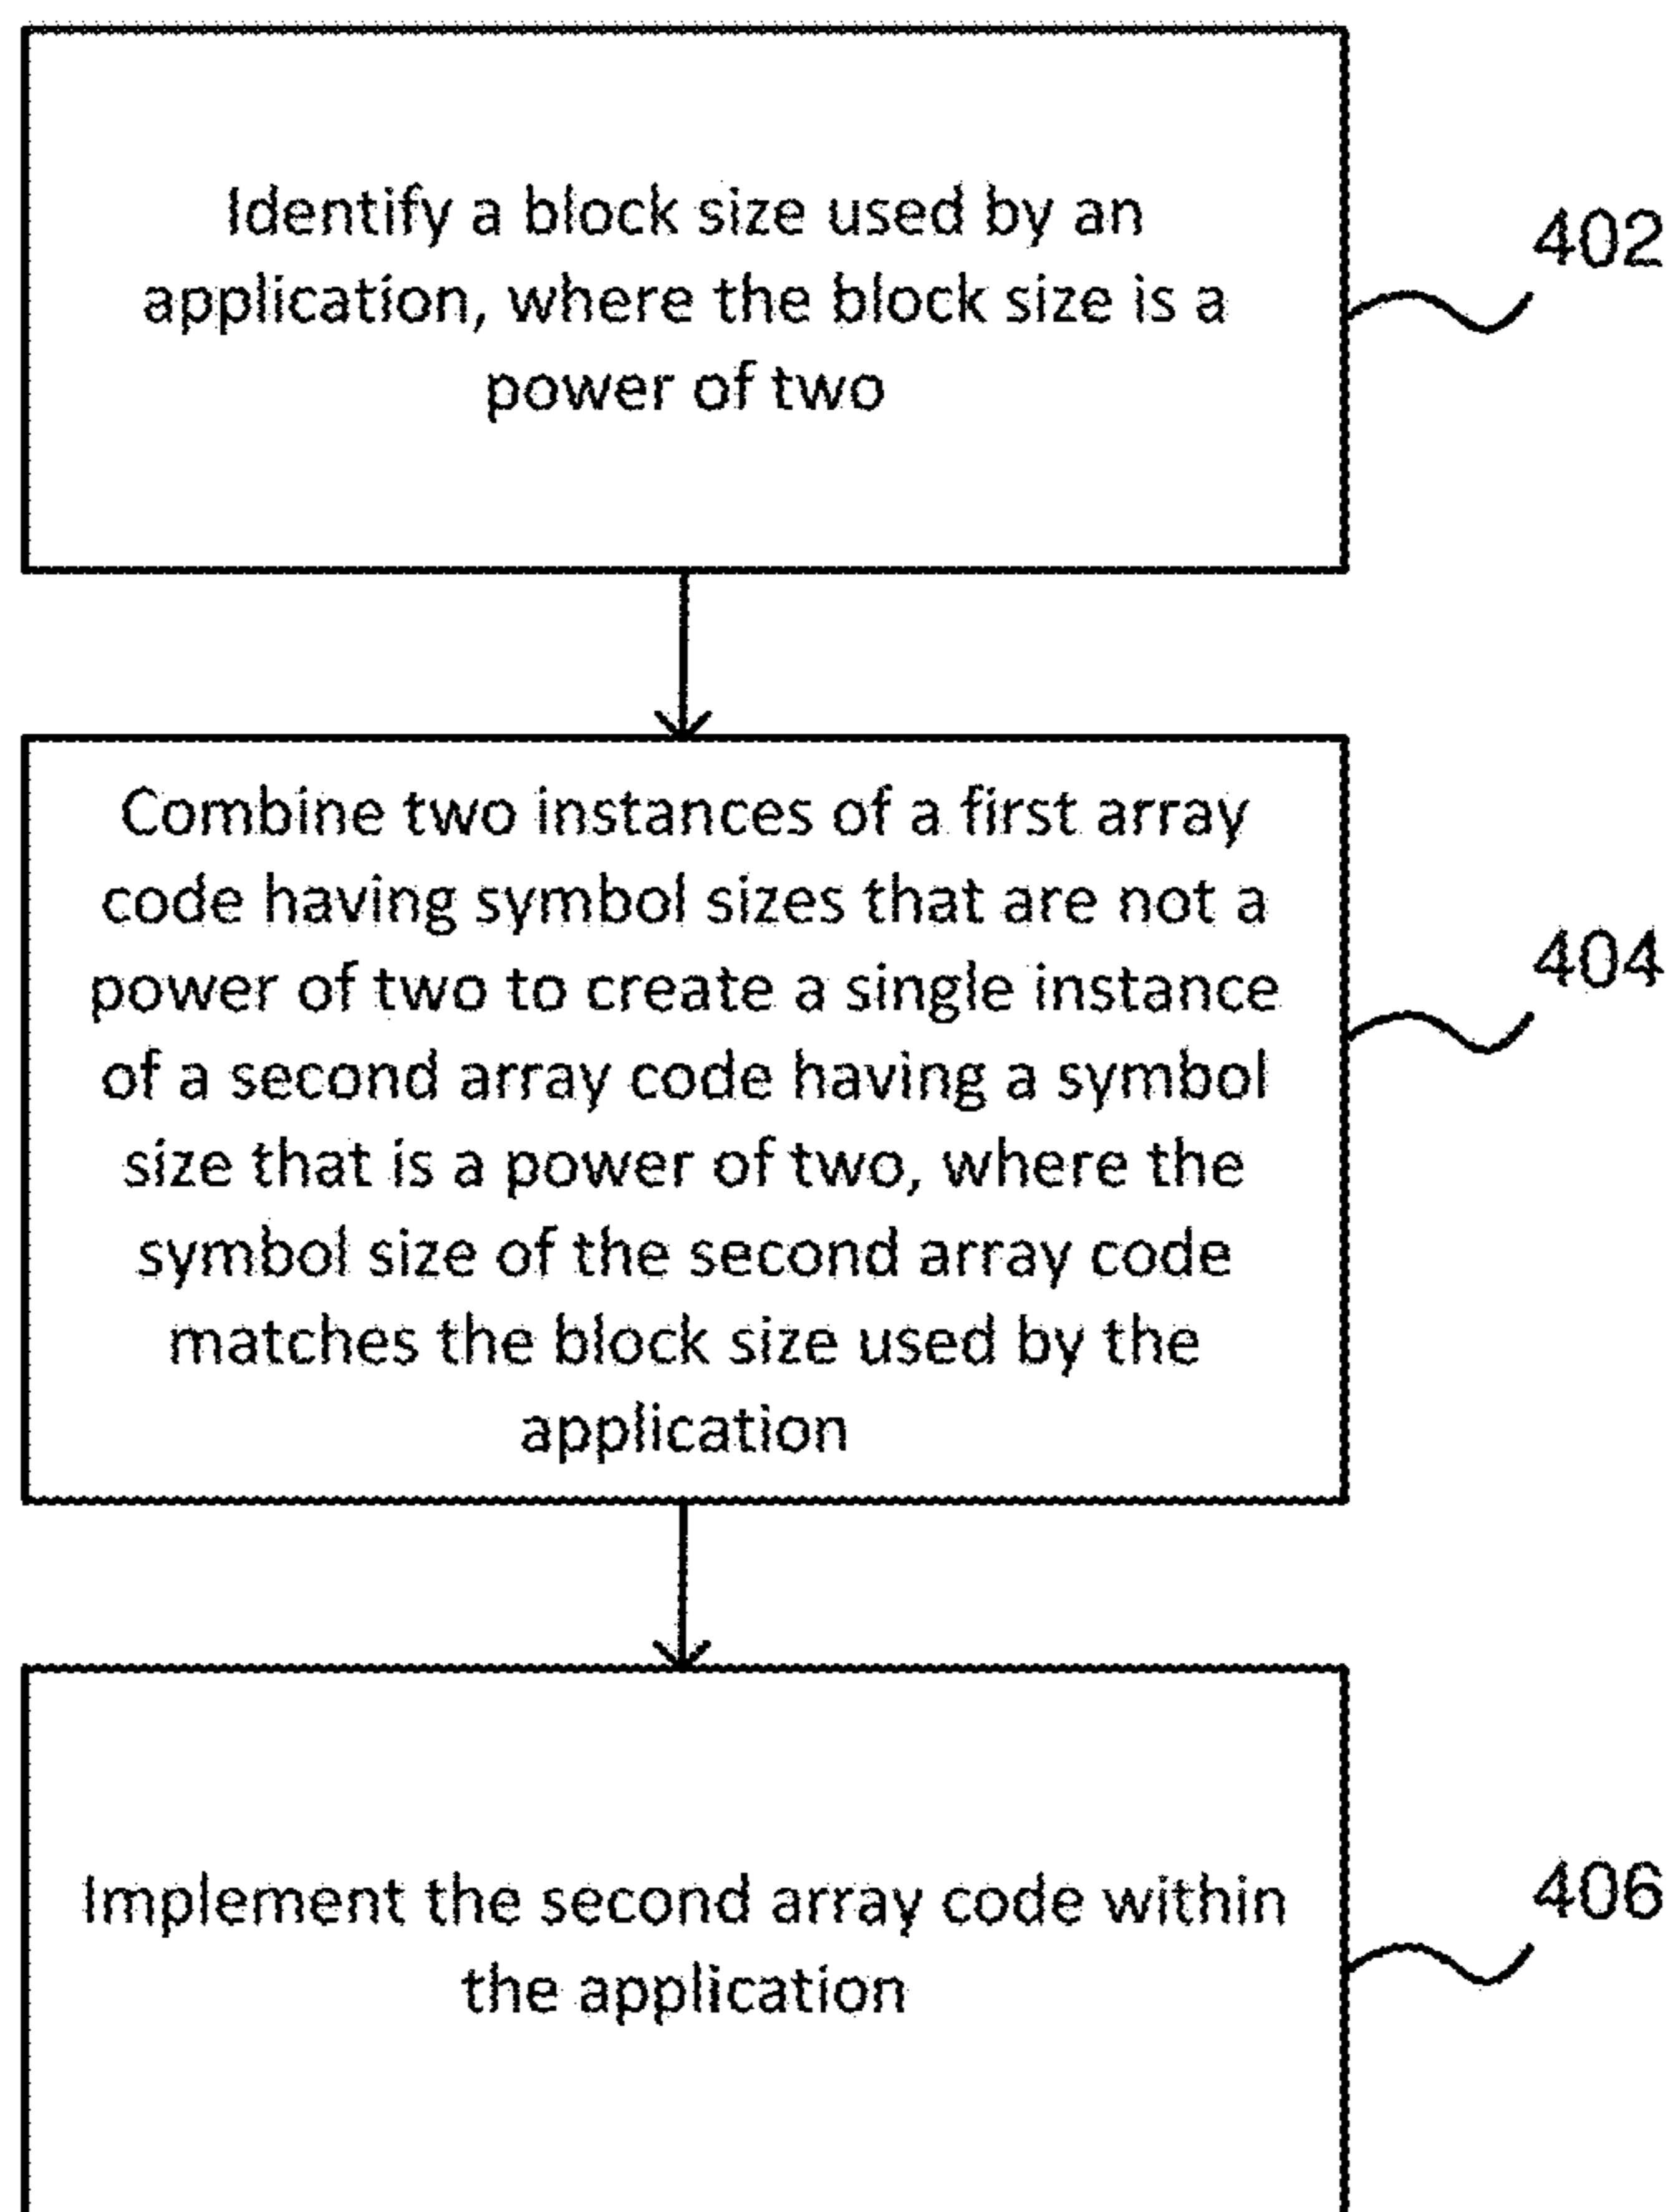 Identify a block size used by an
application, where the block size is a
power of two
402
Combine two instances of a first array
code having symbol sizes that are not a
power of two to create a single instance
of a second array code having a symbol
size that is a power of two, where the
symbol size of the second array code
matches the block size used by the
application
404
Implement the second array code within
the application
406